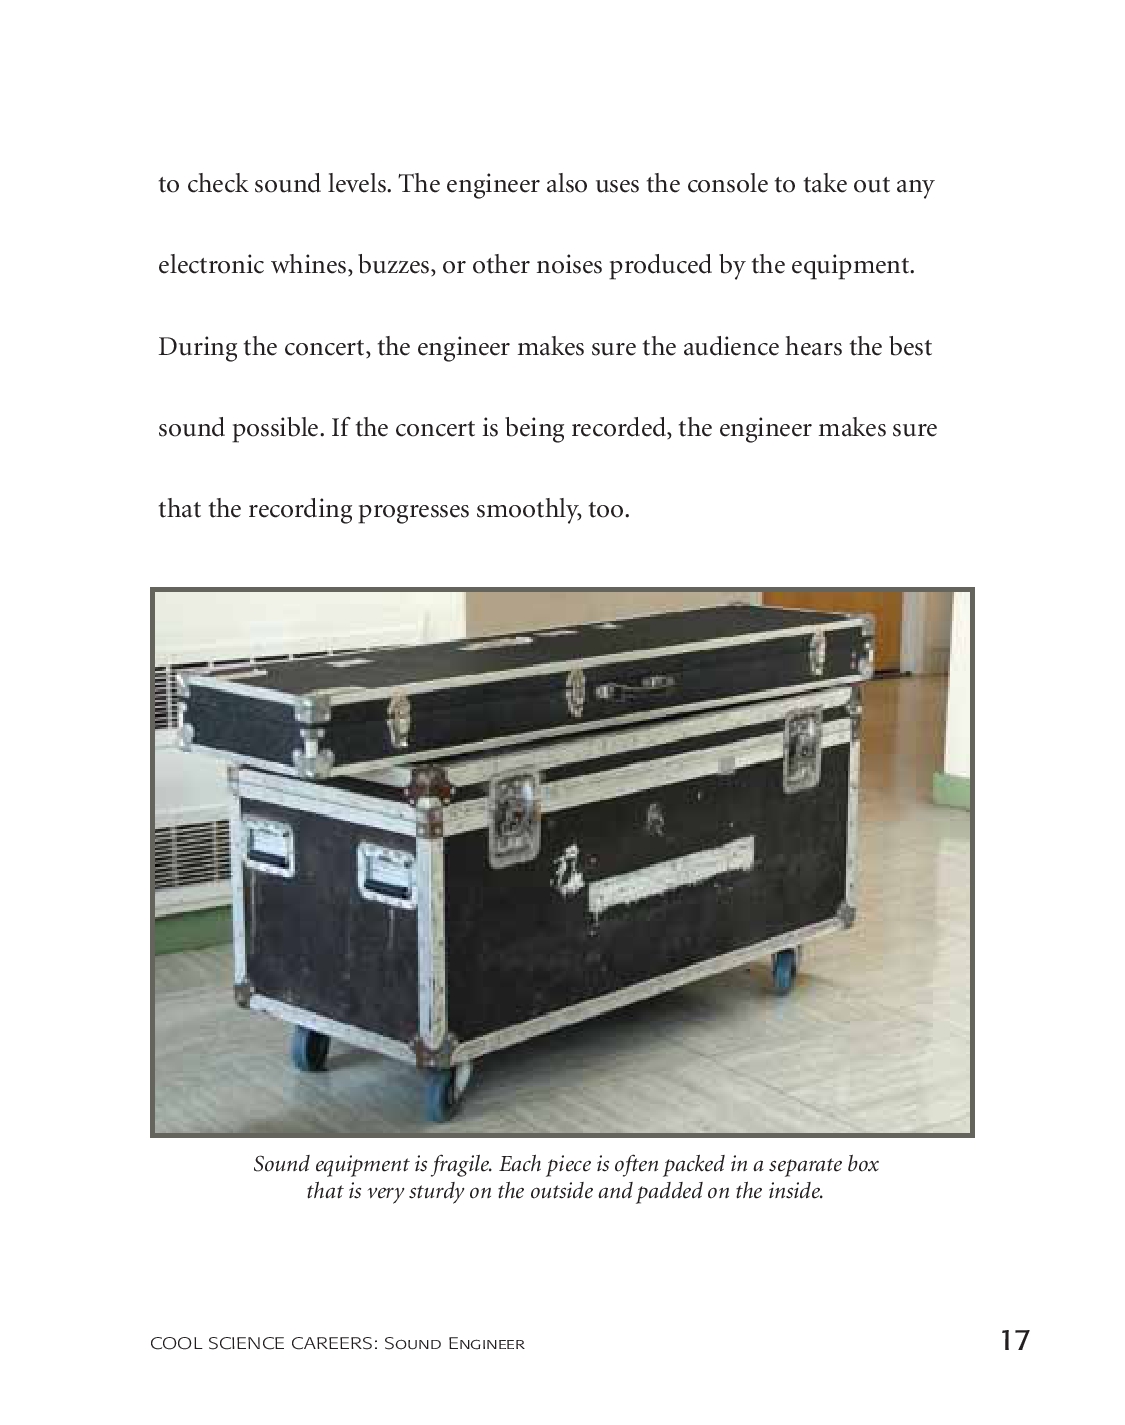 to check sound levels. The engineer also uses the console to take out any
electronic whines, buzzes, or other noises produced by the equipment.
During the concert, the engineer makes sure the audience hears the best
sound possible. If the concert is being recorded, the engineer makes sure
that the recording progresses smoothly, too.
Sound equipment is fragile. Each piece is often packed in a separate box
that is very sturdy on the outside and padded on the inside.
COOL SCIENCE CAREERS: SOUND ENGINEER
17